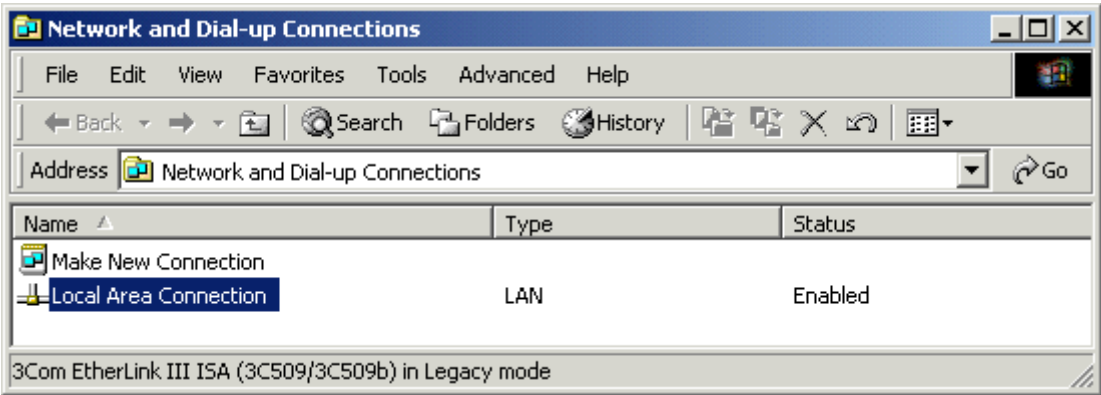 Network and Dial-up Connections
File Edit View Favorites Tools Advanced Help
Back Search Folders History
Address Network and Dial-up Connections Go
Name Type Status
Make New Connection
Local Area Connection LAN Enabled
3Com EtherLink III ISA (3C509/3C509b) in Legacy mode